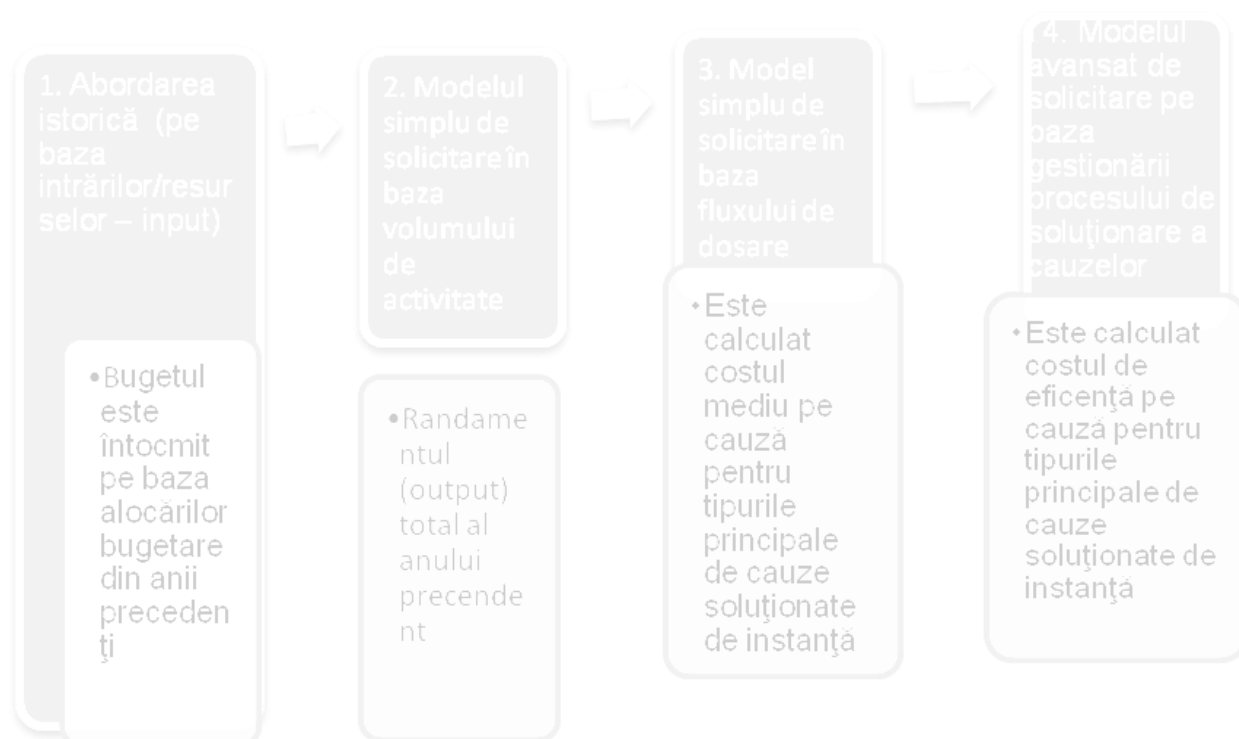 1. Abordarea
istorică (pe
baza
intrărilor/resur
selor – input)
•Bugetul
este
întocmit
pe baza
alocărilor
bugetare
din anii
preceden
ţi
2. Modelul
simplu de
solicitare în
baza
volumului
de
activitate
•Randame
ntul
(output)
total al
anului
precende
nt
3. Model
simplu de
solicitare în
baza
fluxului de
dosare
•Este
calculat
costul
mediu pe
cauză
pentru
tipurile
principale
de cauze
soluţionate
de instanţă
4. Modelul
avansat de
solicitare pe
baza
gestionării
procesului de
soluţionare a
cauzelor
•Este calculat
costul de
eficenţă pe
cauză pentru
tipurile
principale de
cauze
soluţionate de
instanţă